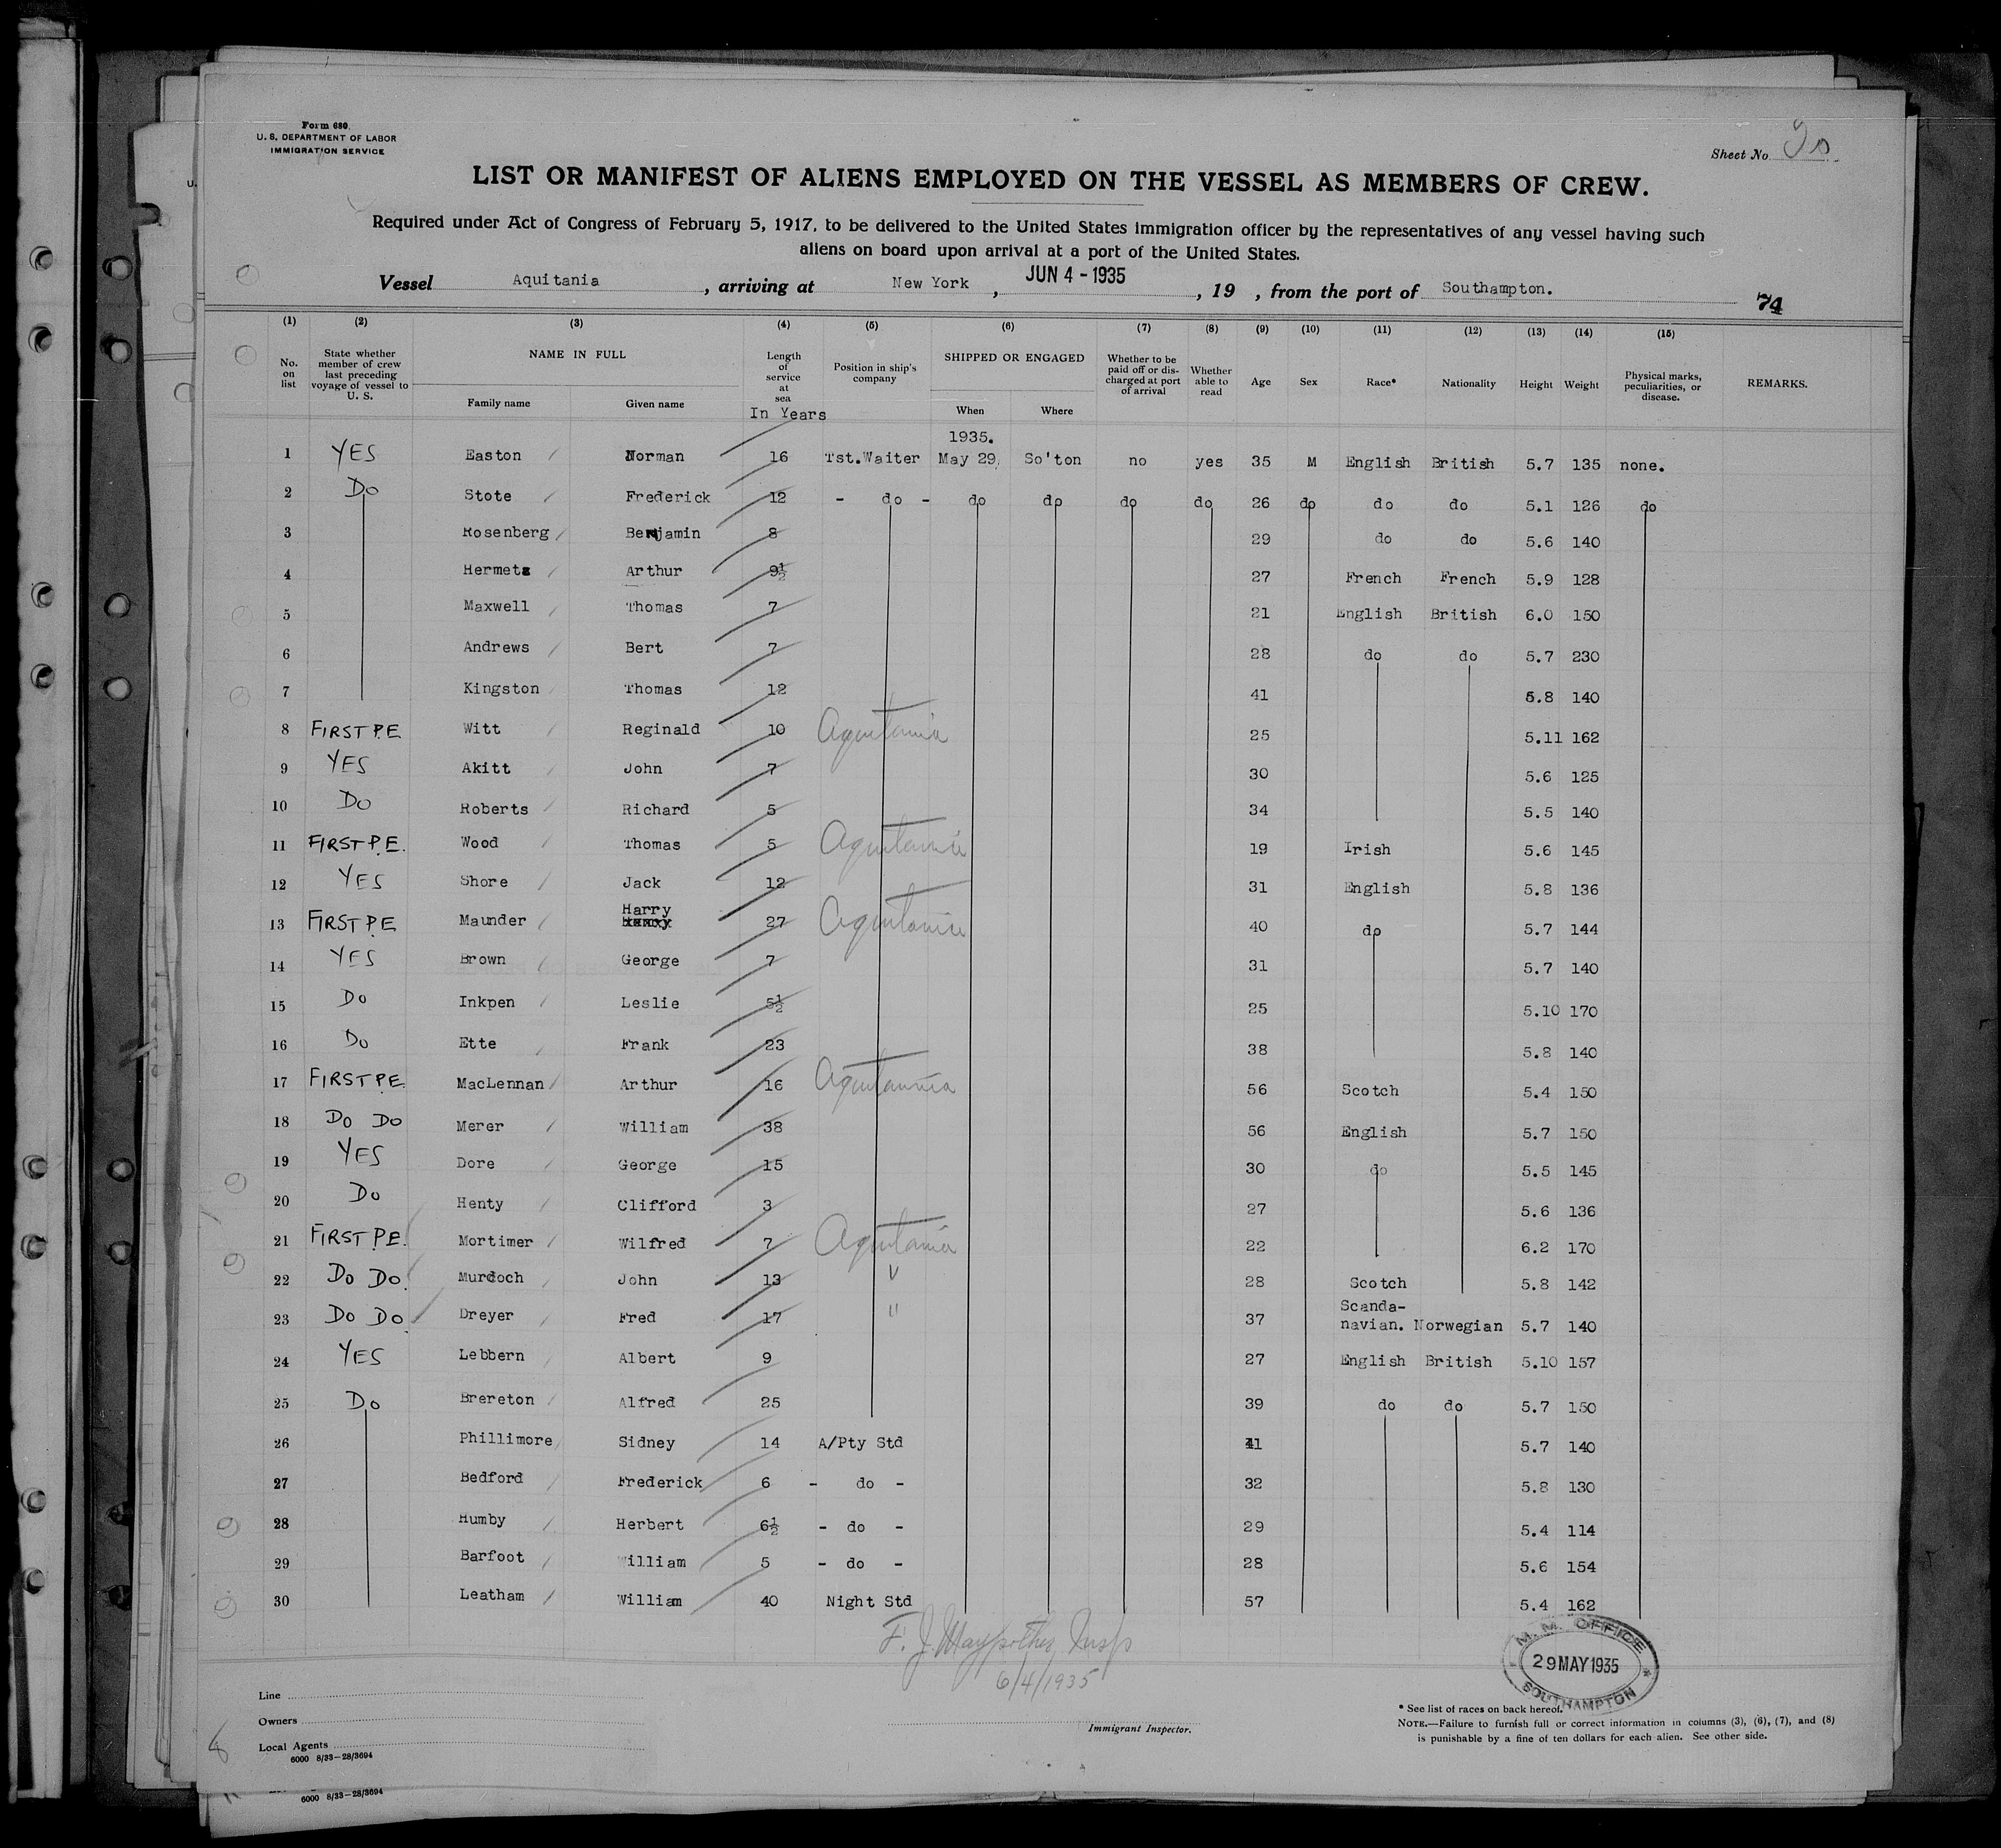 Form 680
U. S. DEPARTMENT OF LABOR
IMMIGRATION SERVICE
Sheet No.
LIST OR MANIFEST OF ALIENS EMPLOYED ON THE VESSEL AS MEMBERS OF CREW.
Required under Act of Congress of February 5, 1917, to be delivered to the United States immigration officer by the representatives of any vessel having such
aliens on board upon arrival at a port of the United States.
Vessel Aquitania, arriving at New York, JUN 4 - 1935, 19 , from the port of Southampton.
74
(1) (2) (3) (4) (5) (6) (7) (8) (9) (10) (11) (12) (13) (14) (15)
No. on list State whether member of crew last preceding voyage of vessel to U. S. NAME IN FULL Family name Given name Length of service at sea In Years Position in ship's company SHIPPED OR ENGAGED When Where Whether to be paid off or discharged at port of arrival Whether able to read Age Sex Race* Nationality Height Weight Physical marks, peculiarities, or disease. REMARKS.
1935.
1 YES Easton Norman 16 Tst.Waiter May 29, So'ton no yes 35 M English British 5.7 135 none.
2 Do Stote Frederick 12 - do - do do do do 26 do do do 5.1 126 do
3 Rosenberg Benjamin 8 29 do do 5.6 140
4 Hermetz Arthur 9½ 27 French French 5.9 128
5 Maxwell Thomas 7 21 English British 6.0 150
6 Andrews Bert 7 28 do do 5.7 230
7 Kingston Thomas 12 41 5.8 140
8 FIRST P.E. Witt Reginald 10 Aquitania 25 5.11 162
9 YES Akitt John 7 30 5.6 125
10 Do Roberts Richard 5 34 5.5 140
11 FIRST P.E. Wood Thomas 5 Aquitania 19 Irish 5.6 145
12 YES Shore Jack 12 31 English 5.8 136
13 FIRST P.E. Maunder Harry 27 Aquitania 40 do 5.7 144
14 YES Brown George 7 31 5.7 140
15 Do Inkpen Leslie 5½ 25 5.10 170
16 Do Ette Frank 23 38 5.8 140
17 FIRST P.E. MacLennan Arthur 16 Aquitania 56 Scotch 5.4 150
18 Do Do Merer William 38 56 English 5.7 150
19 YES Dore George 15 30 do 5.5 145
20 Do Henty Clifford 3 27 5.6 136
21 FIRST P.E. Mortimer Wilfred 7 Aquitania 22 6.2 170
22 Do Do Murdoch John 13 " 28 Scotch 5.8 142
23 Do Do Dreyer Fred 17 " 37 Scandanavian. Norwegian 5.7 140
24 YES Lebbern Albert 9 27 English British 5.10 157
25 Do Brereton Alfred 25 39 do do 5.7 150
26 Phillimore Sidney 14 A/Pty Std 41 5.7 140
27 Bedford Frederick 6 - do - 32 5.8 130
28 Humby Herbert 6½ - do - 29 5.4 114
29 Barfoot William 5 - do - 28 5.6 154
30 Leatham William 40 Night Std 57 5.4 162
F. J. Insp
6/4/1935
M. M. OFFICE
29 MAY 1935
SOUTHAMPTON
Line
Owners
Local Agents
6000 8/33-28/3694
Immigrant Inspector.
* See list of races on back hereof.
NOTE.—Failure to furnish full or correct information in columns (3), (6), (7), and (8)
is punishable by a fine of ten dollars for each alien. See other side.
6000 8/33-28/3694